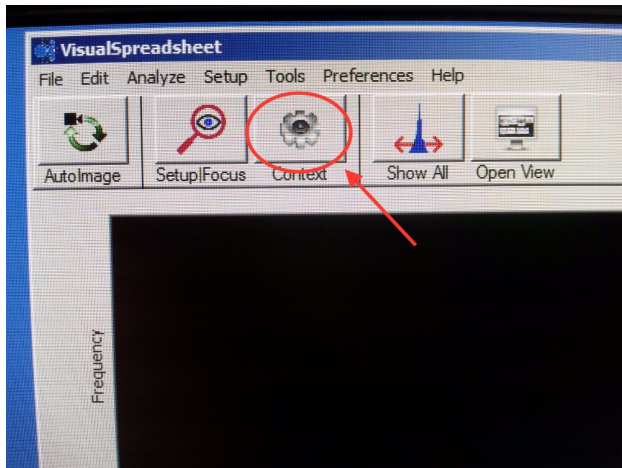 VisualSpreadsheet
File Edit Analyze Setup Tools Preferences Help
AutoImage Setup|Focus Context Show All Open View
Frequency